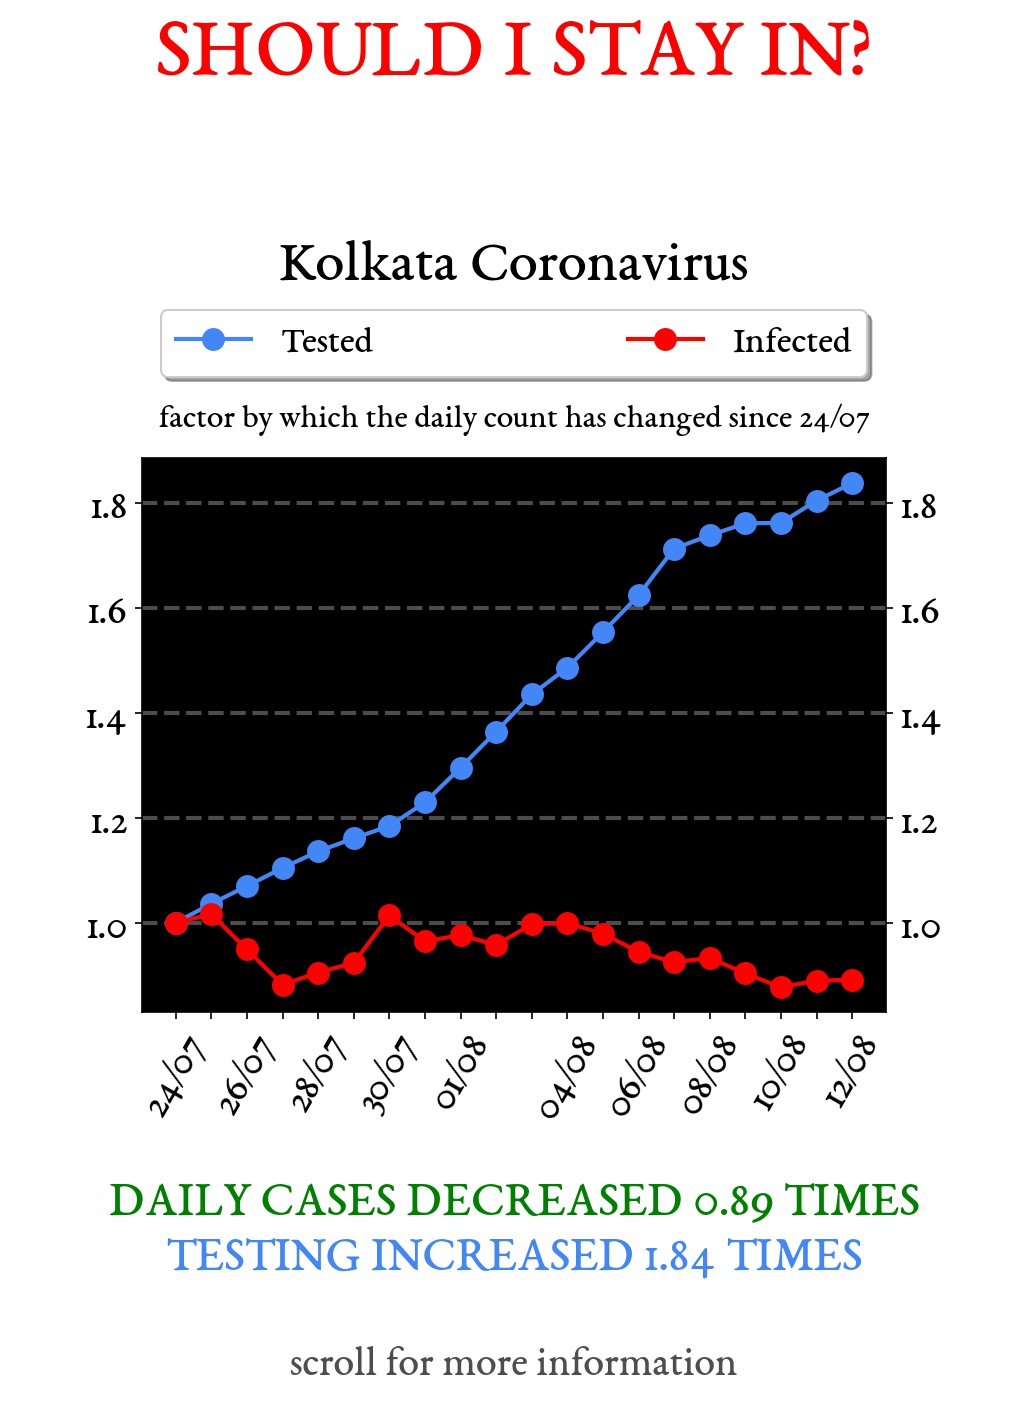 SHOULD I STAY IN?
Kolkata Coronavirus
Tested Infected
factor by which the daily count has changed since 24/07
1.8 1.8
1.6 1.6
1.4 1.4
1.2 1.2
1.0 1.0
24/07 26/07 28/07 30/07 01/08 04/08 06/08 08/08 10/08 12/08
DAILY CASES DECREASED 0.89 TIMES
TESTING INCREASED 1.84 TIMES
scroll for more information